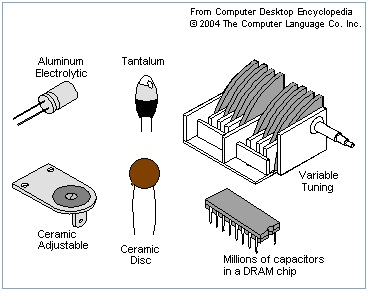 From Computer Desktop Encyclopedia
© 2004 The Computer Language Co. Inc.
Aluminum
Electrolytic
Tantalum
Variable
Tuning
Ceramic
Adjustable
Ceramic
Disc
Millions of capacitors
in a DRAM chip